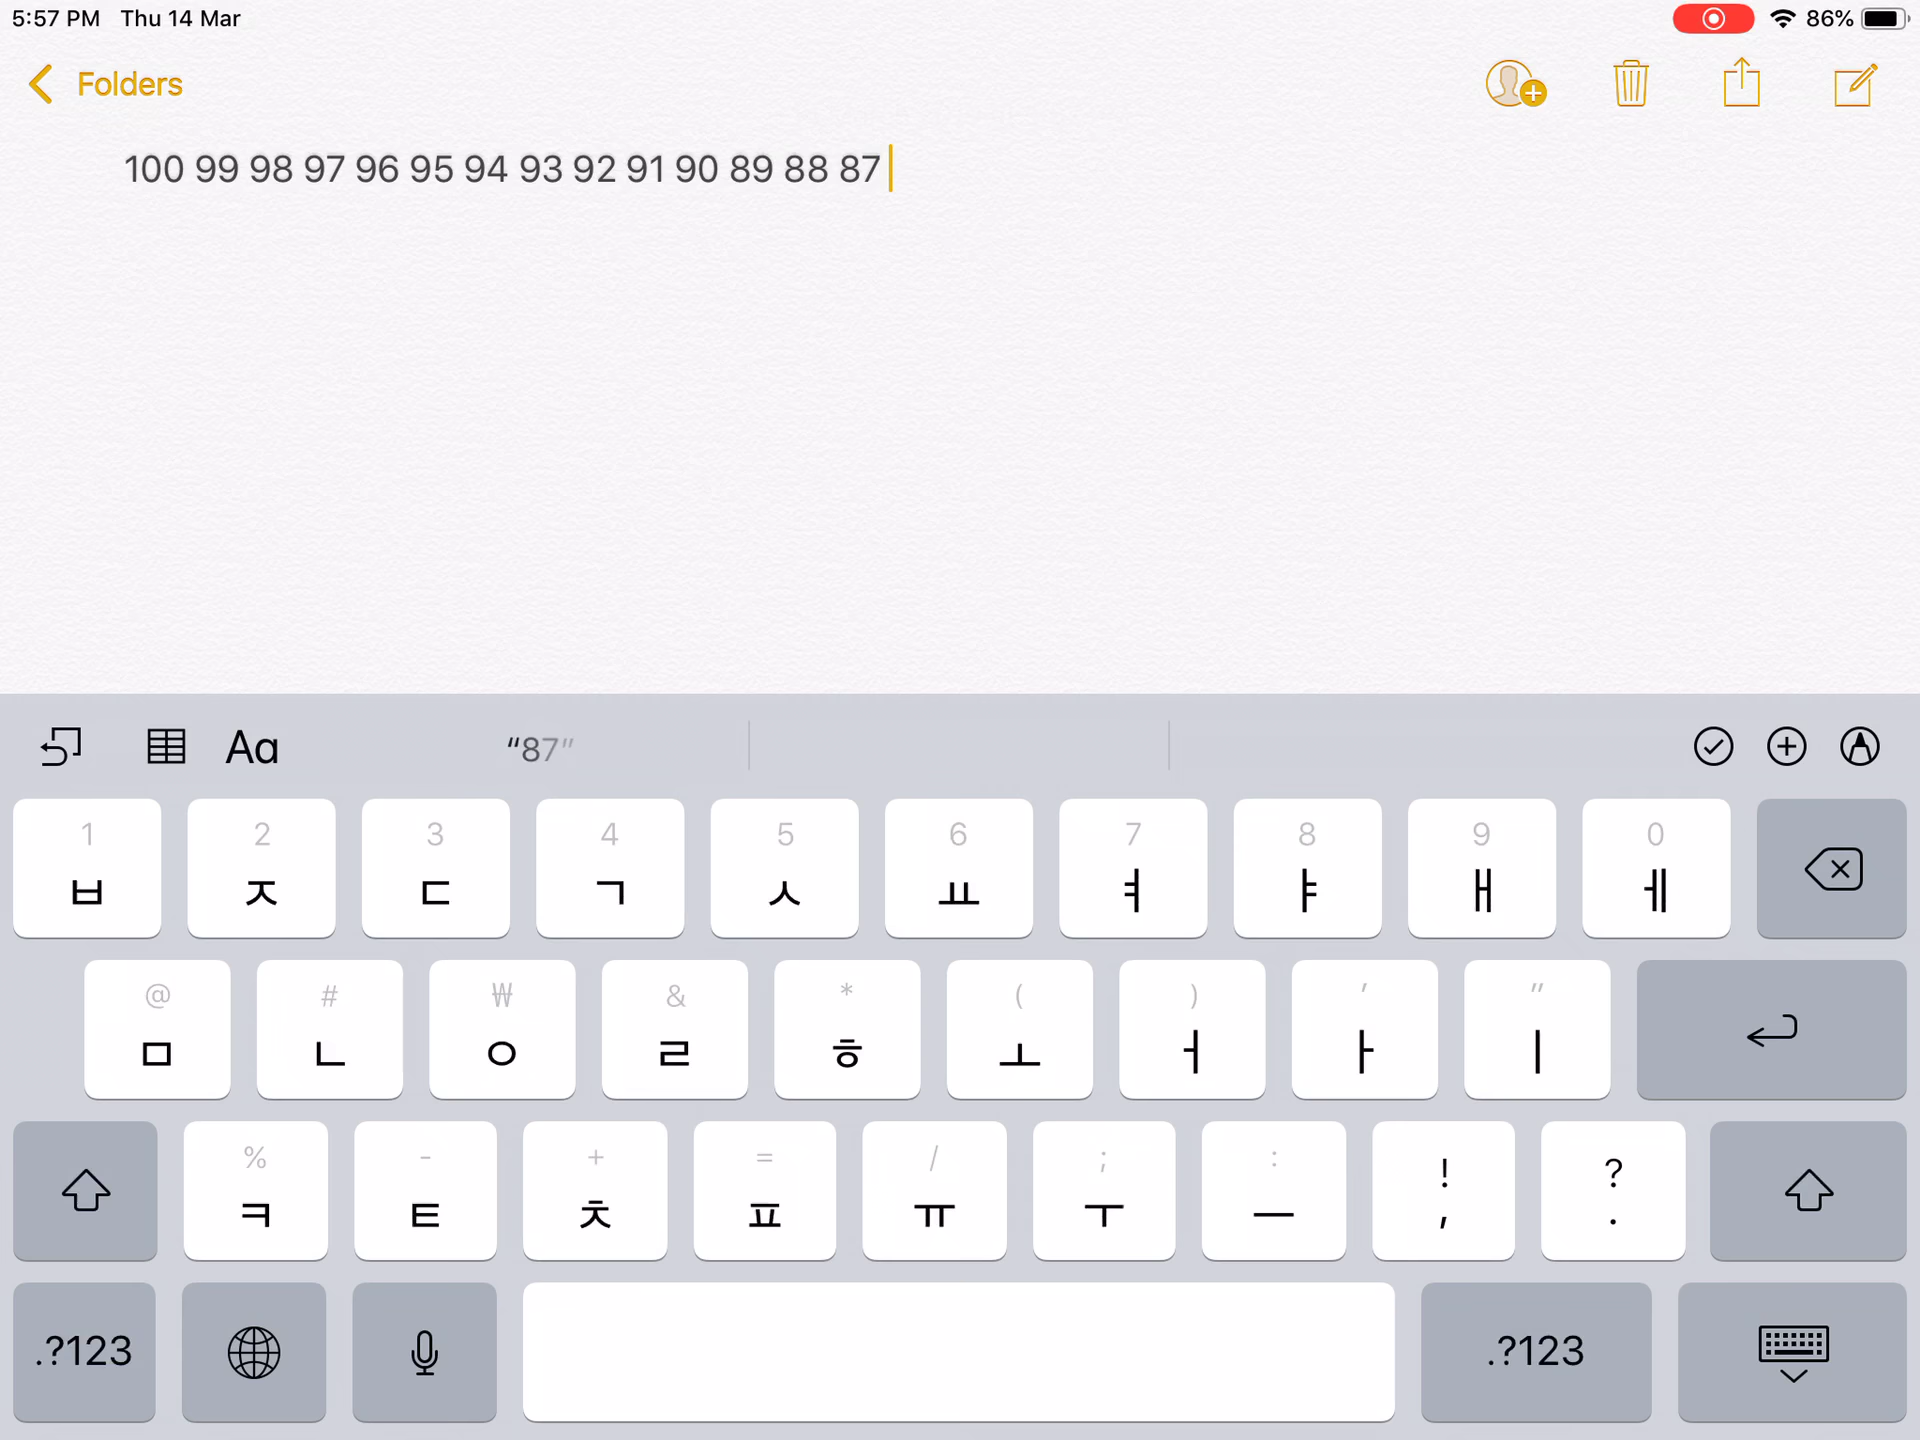 5:57 PM Thu 14 Mar 86%
Folders
100 99 98 97 96 95 94 93 92 91 90 89 88 87
Aa “87”
1 2 3 4 5 6 7 8 9 0
ㅂ ㅈ ㄷ ㄱ ㅅ ㅛ ㅕ ㅑ ㅐ ㅔ
@ # ₩ & * ( ) ' "
ㅁ ㄴ ㅇ ㄹ ㅎ ㅗ ㅓ ㅏ ㅣ
% - + = / ; : ! ?
ㅋ ㅌ ㅊ ㅍ ㅠ ㅜ ㅡ , .
.?123 .?123